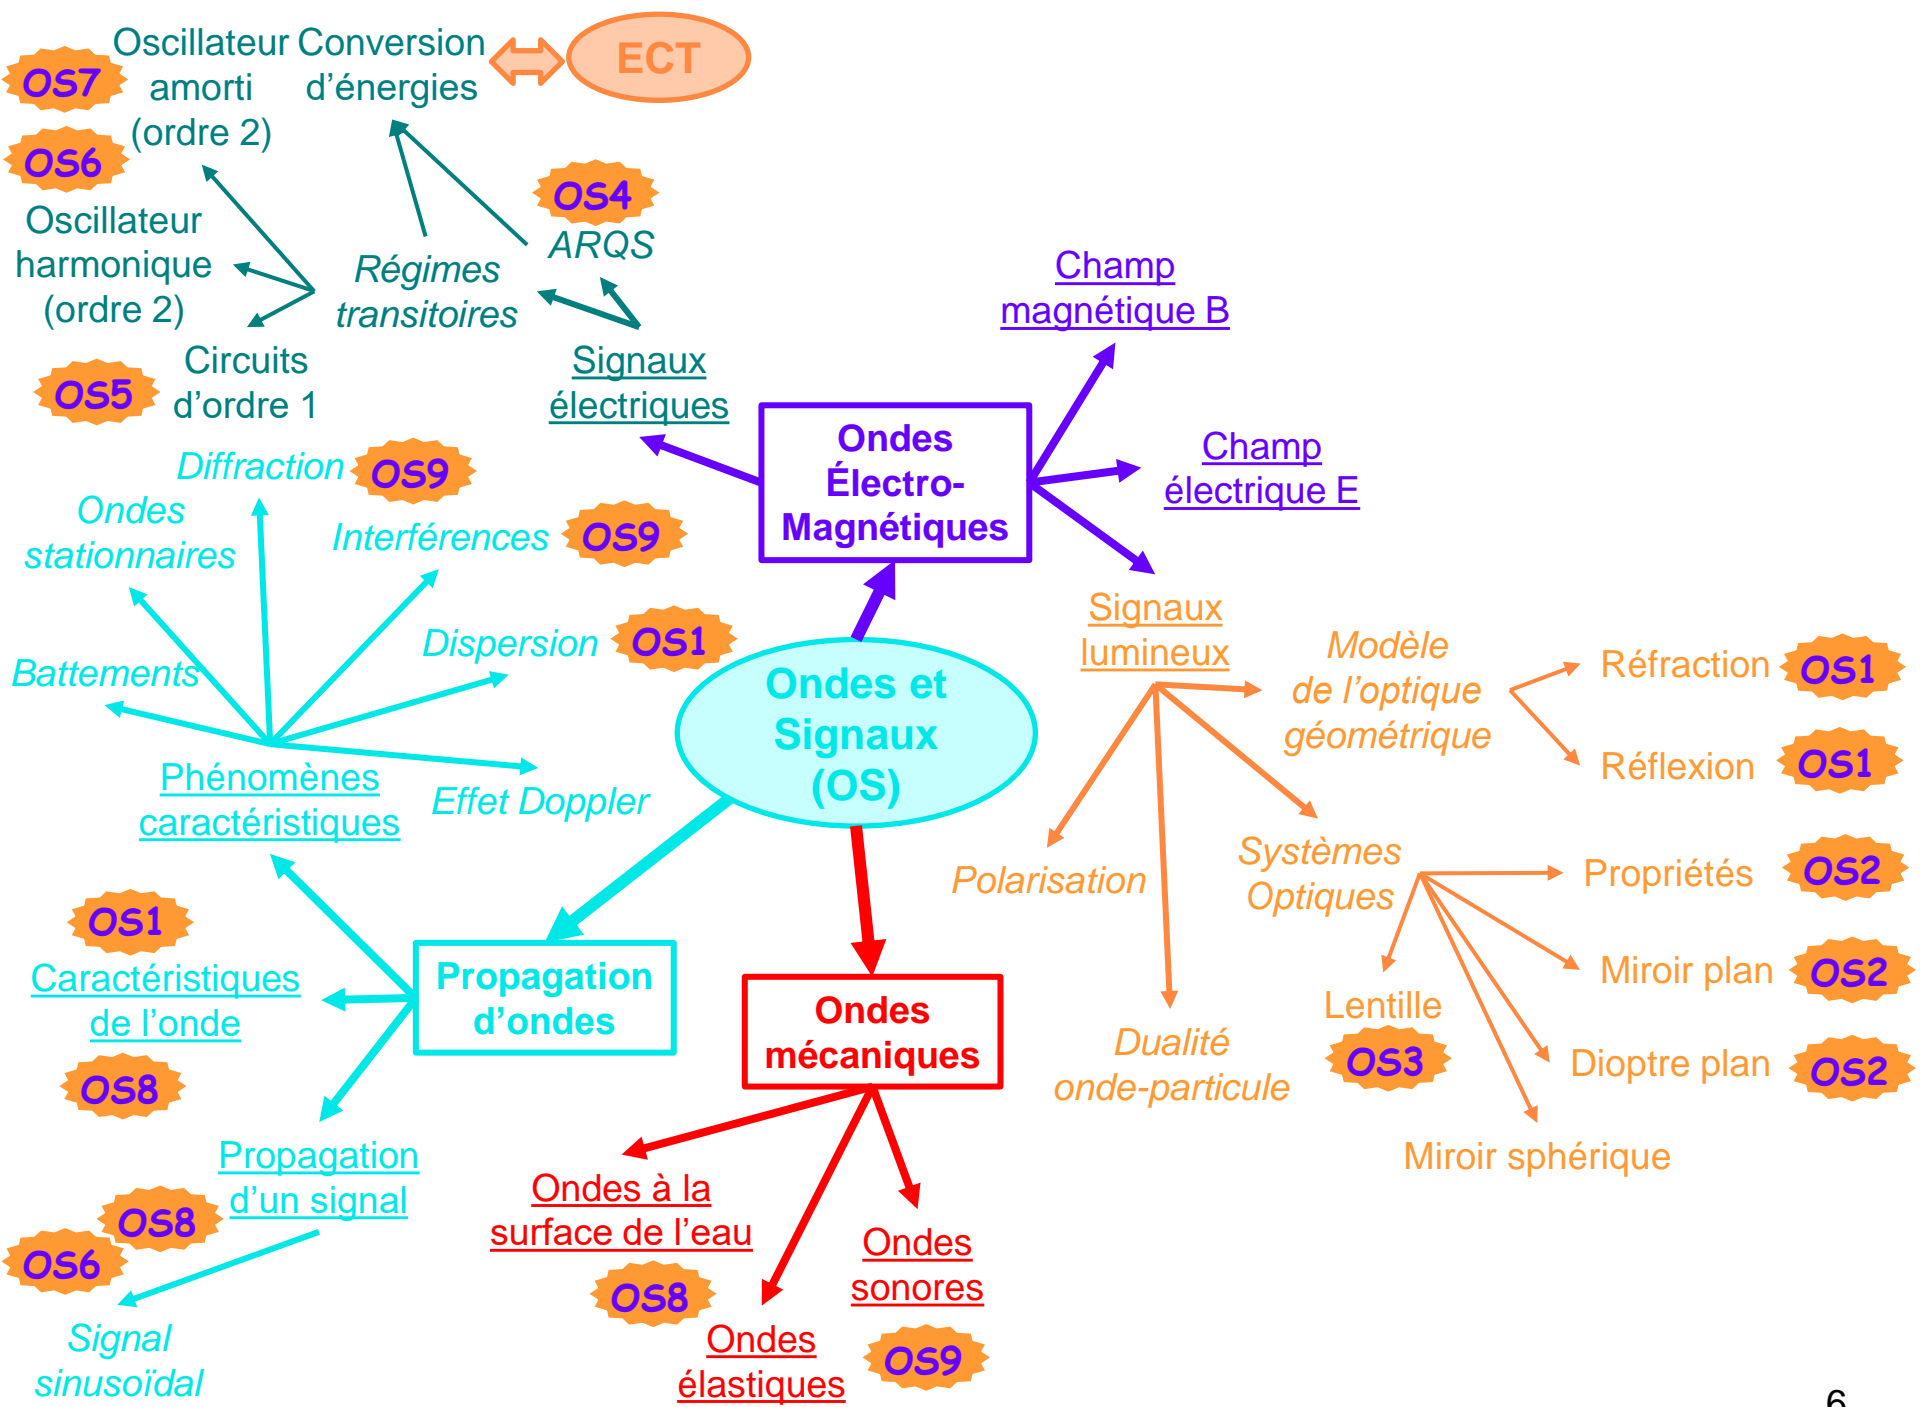 OS7
Oscillateur
amorti
(ordre 2)
Conversion
d’énergies
ECT
OS6
OS4
ARQS
Oscillateur
harmonique
(ordre 2)
Régimes
transitoires
Circuits
d’ordre 1
OS5
Signaux
électriques
Champ
magnétique B
Champ
électrique E
Ondes
Électro-
Magnétiques
Diffraction
OS9
Ondes
stationnaires
Interférences
OS9
Dispersion
OS1
Battements
Effet Doppler
Phénomènes
caractéristiques
Ondes et
Signaux
(OS)
Signaux
lumineux
Modèle
de l’optique
géométrique
Réfraction
OS1
Réflexion
OS1
Polarisation
Systèmes
Optiques
Propriétés
OS2
Miroir plan
OS2
Lentille
OS3
Dioptre plan
OS2
Miroir sphérique
Dualité
onde-particule
OS1
Caractéristiques
de l’onde
OS8
Propagation
d’ondes
Ondes
mécaniques
Propagation
d’un signal
OS8
OS6
Signal
sinusoïdal
Ondes à la
surface de l’eau
OS8
Ondes
élastiques
Ondes
sonores
OS9
6